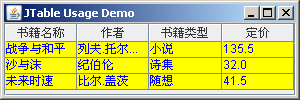 JTable Usage Demo
书籍名称 作者 书籍类型 定价
战争与和平 列夫.托尔... 小说 135.5
沙与沫 纪伯伦 诗集 32.0
未来时速 比尔.盖茨 随想 41.5